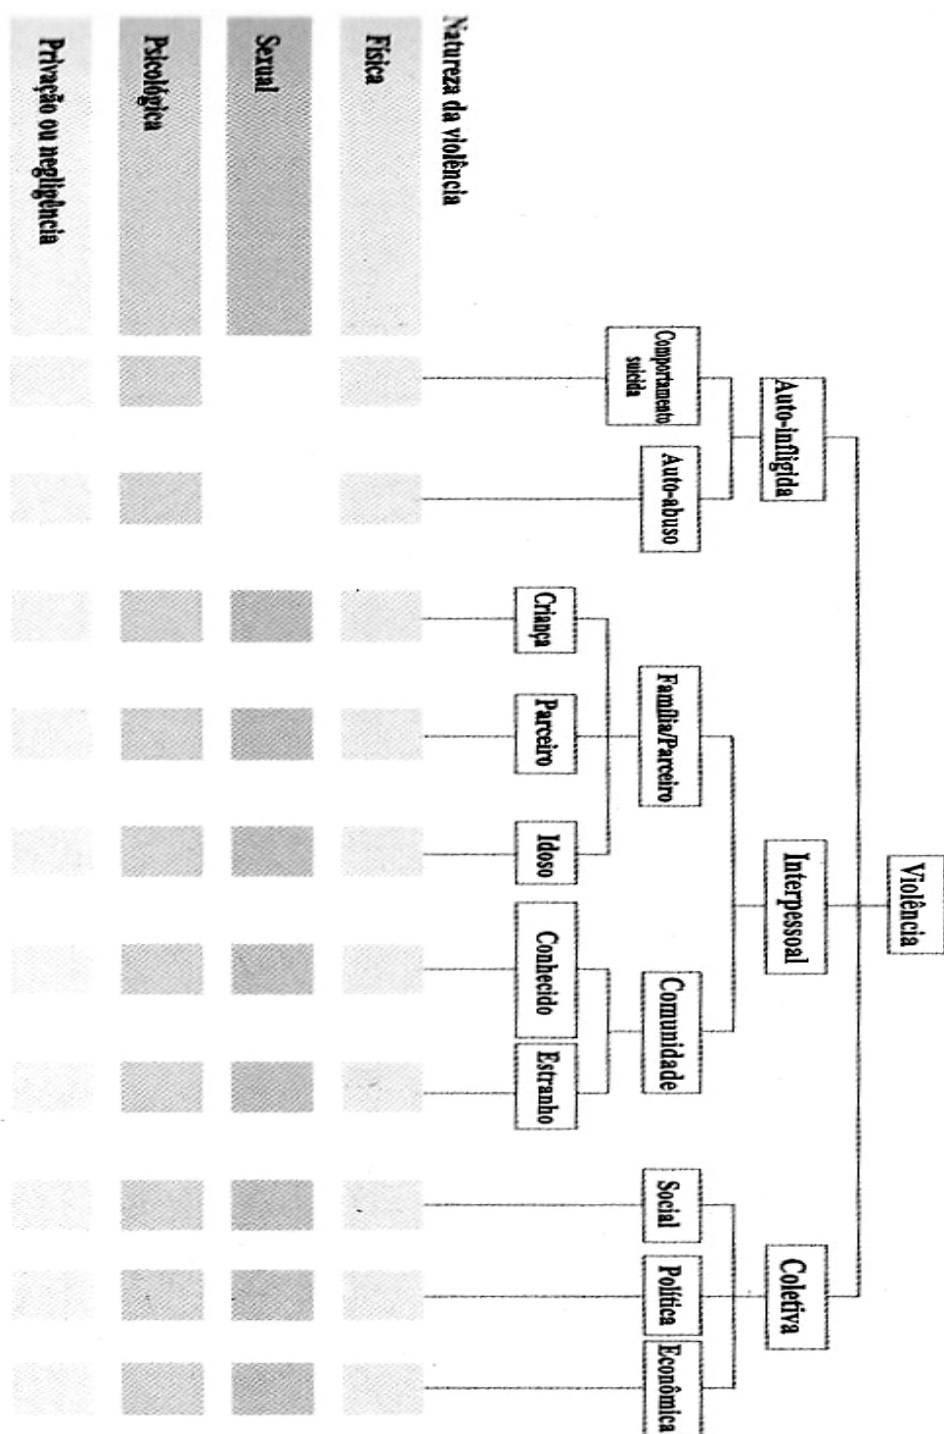 Violência
Auto-infligida
Interpessoal
Coletiva
Comportamento
suicida
Auto-abuso
Família/Parceiro
Comunidade
Social
Política
Econômica
Criança
Parceiro
Idoso
Conhecido
Estranho
Natureza da violência
Física
Sexual
Psicológica
Privação ou negligência